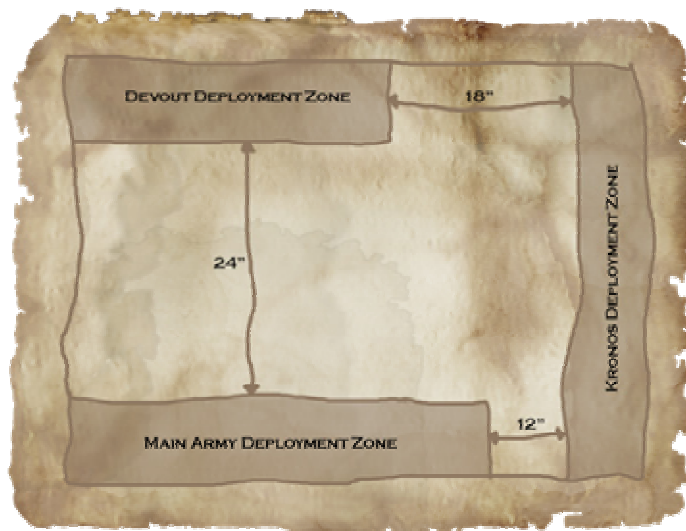 DEVOUT DEPLOYMENT ZONE
18"
KRONOS DEPLOYMENT ZONE
24"
12"
MAIN ARMY DEPLOYMENT ZONE